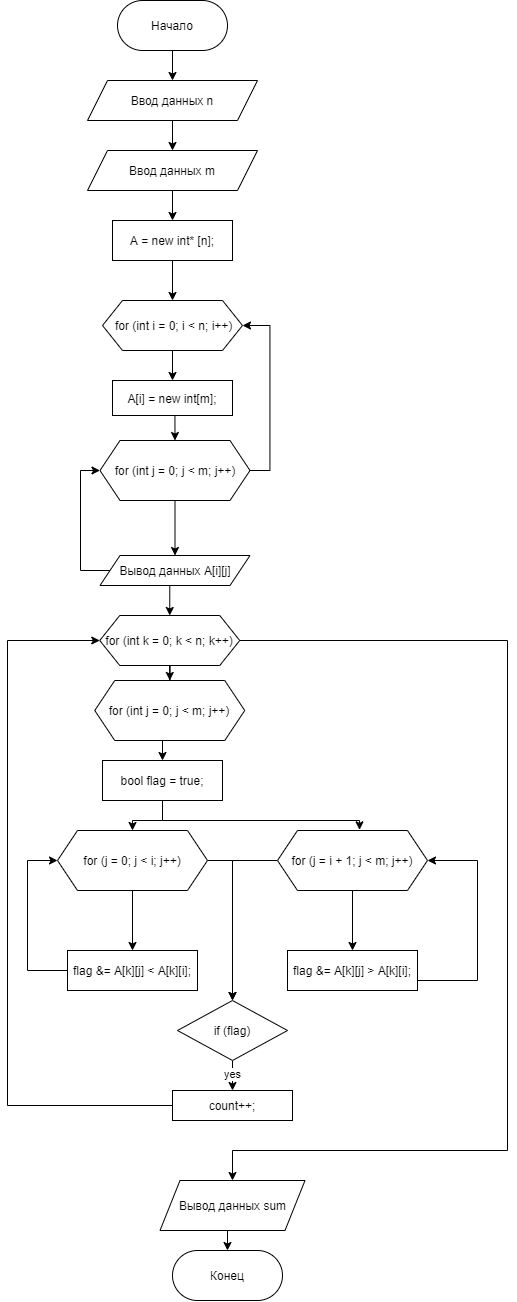 Начало
Ввод данных n
Ввод данных m
A = new int* [n];
for (int i = 0; i < n; i++)
A[i] = new int[m];
for (int j = 0; j < m; j++)
Вывод данных A[i][j]
for (int k = 0; k < n; k++)
for (int j = 0; j < m; j++)
bool flag = true;
for (j = 0; j < i; j++)
for (j = i + 1; j < m; j++)
flag &= A[k][j] < A[k][i];
flag &= A[k][j] > A[k][i];
if (flag)
yes
count++;
Вывод данных sum
Конец